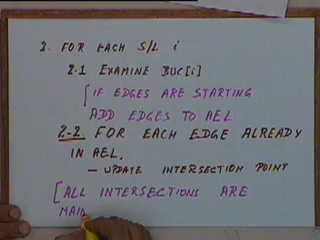 2. FOR EACH S/L i
2.1 EXAMINE BUC[i]
[IF EDGES ARE STARTING
ADD EDGES TO AEL
2.2 FOR EACH EDGE ALREADY
IN AEL,
- UPDATE INTERSECTION POINT
[ALL INTERSECTIONS ARE
MAIN